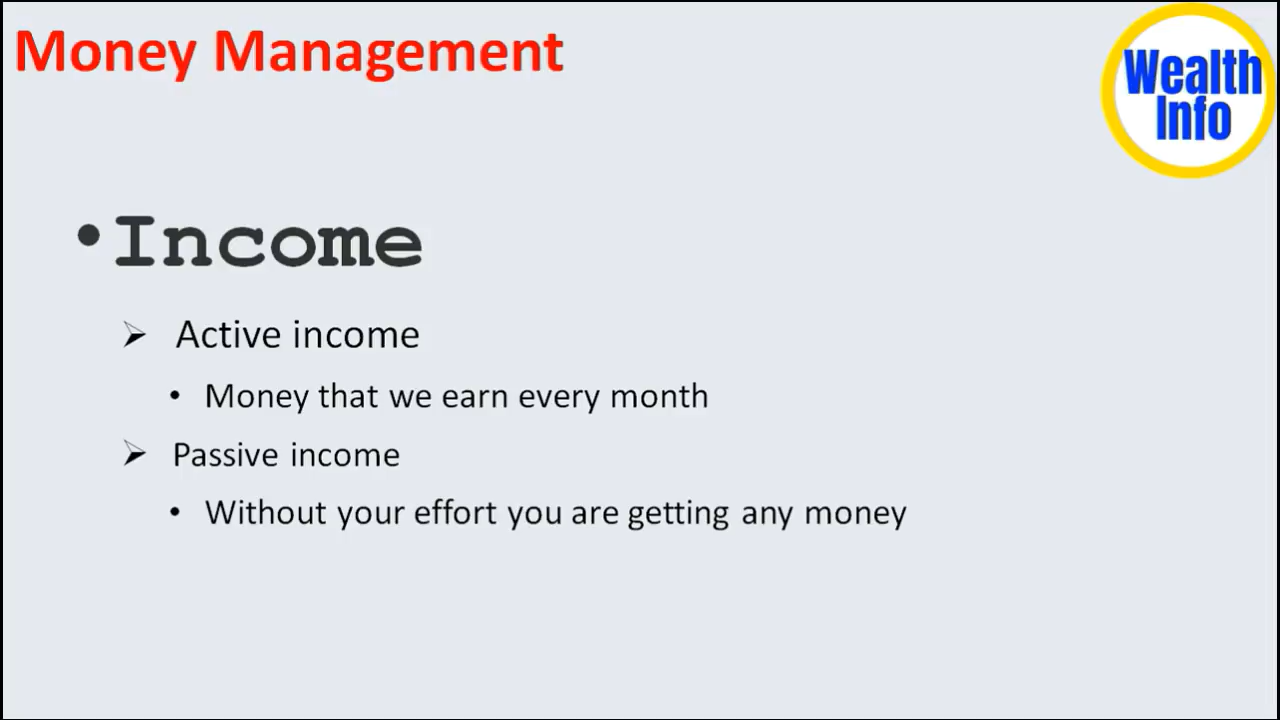 Money Management
Wealth
Info
•Income
➢ Active income
• Money that we earn every month
➢ Passive income
• Without your effort you are getting any money